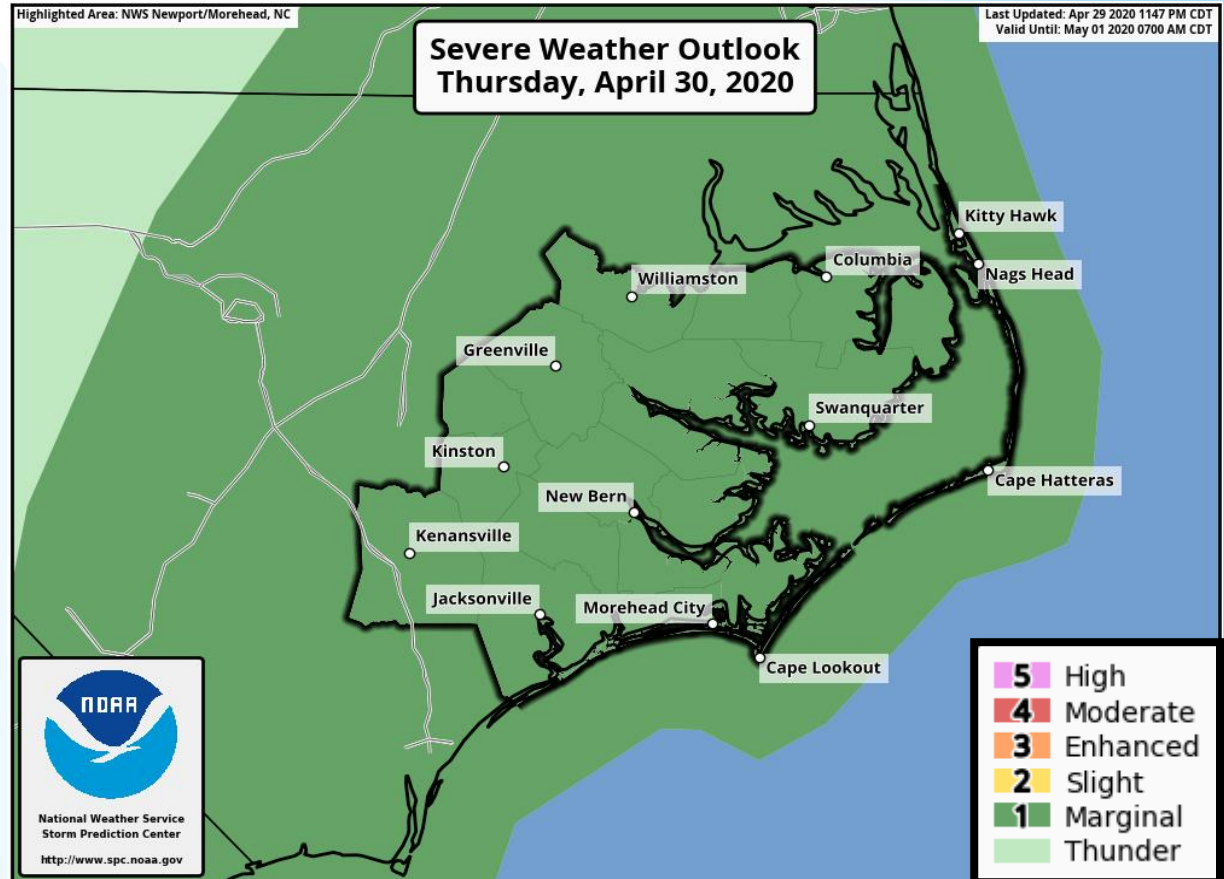 Highlighted Area: NWS Newport/Morehead, NC
Last Updated: Apr 29 2020 1147 PM CDT
Valid Until: May 01 2020 0700 AM CDT
Severe Weather Outlook
Thursday, April 30, 2020
Kitty Hawk
Columbia
Nags Head
Williamston
Greenville
Swanquarter
Kinston
Cape Hatteras
New Bern
Kenansville
Jacksonville
Morehead City
Cape Lookout
NOAA
National Weather Service
Storm Prediction Center
http://www.spc.noaa.gov
5 High
4 Moderate
3 Enhanced
2 Slight
1 Marginal
Thunder